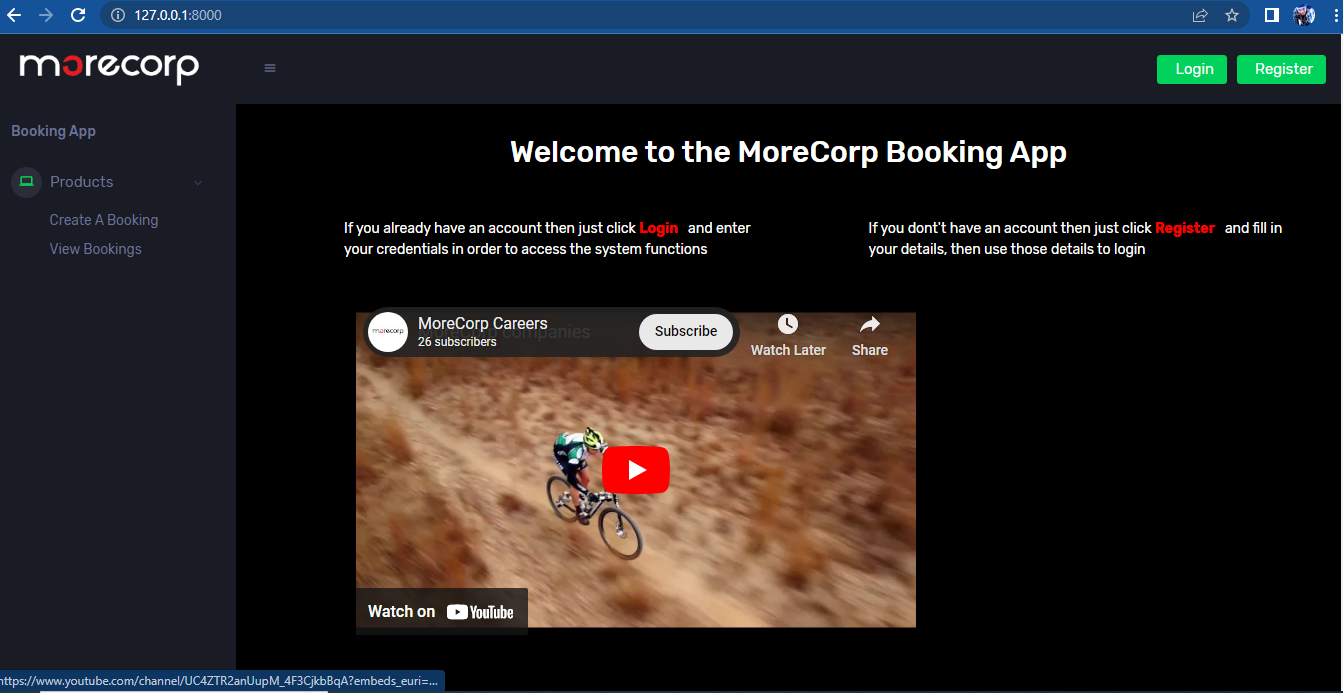 127.0.0.1:8000
morecorp
Login
Register
Booking App
Products
Create A Booking
View Bookings
Welcome to the MoreCorp Booking App
If you already have an account then just click Login and enter
your credentials in order to access the system functions
If you don't have an account then just click Register and fill in
your details, then use those details to login
morecorp
MoreCorp Careers
26 subscribers
companies
Subscribe
Watch Later
Share
Watch on YouTube
https://www.youtube.com/channel/UC4ZTR2anUupM_4F3CjkbBqA?embeds_euri=...